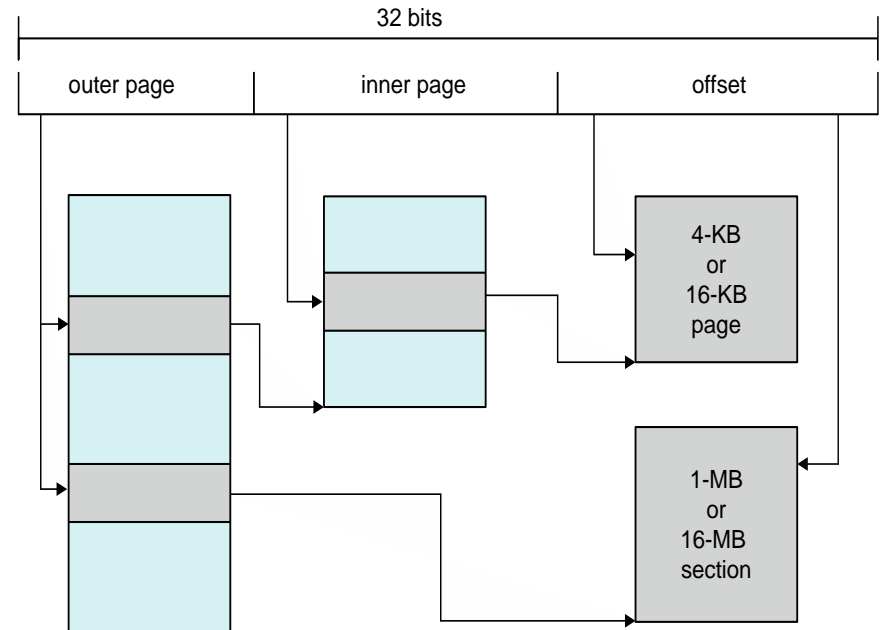 32 bits
outer page
inner page
offset
4-KB
or
16-KB
page
1-MB
or
16-MB
section